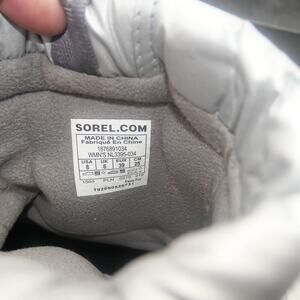 SOREL.COM
MADE IN CHINA
Fabriqué En Chine
1876891034
WMN'S NL3395-034
USA UK EUR CM
8 6 39 25